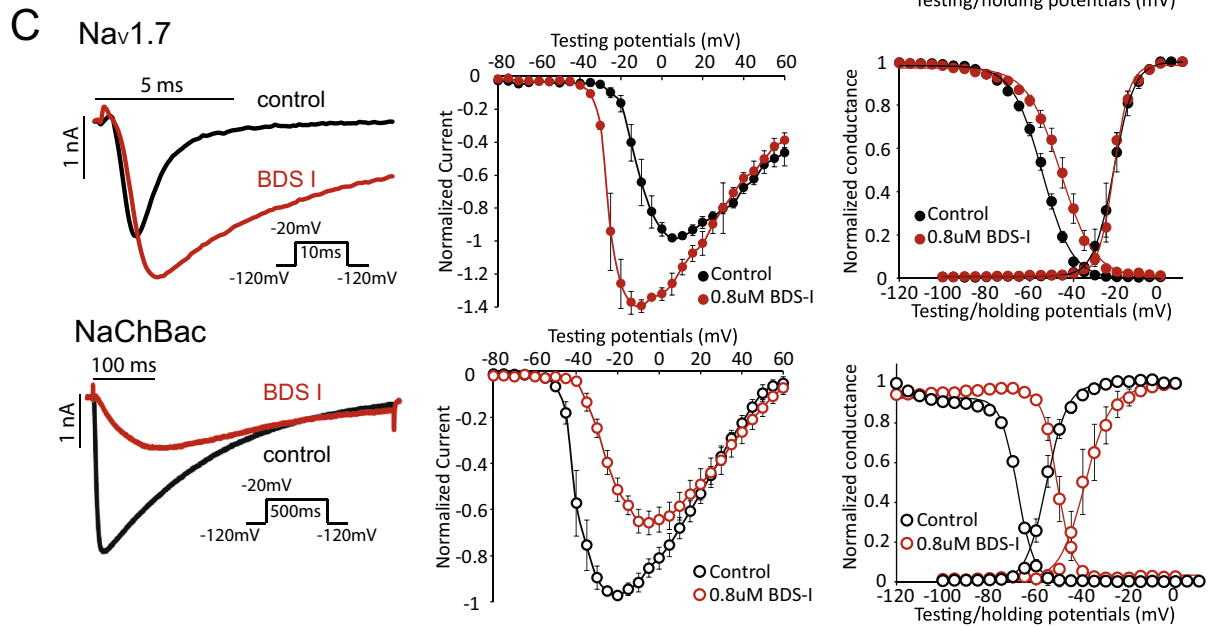 Testing/holding potentials (mV)
C
Nav1.7
5 ms
control
1 nA
BDS I
-20mV
10ms
-120mV
-120mV
Testing potentials (mV)
-80 -60 -40 -20 0 20 40 60
0
-0.2
-0.4
-0.6
-0.8
-1
-1.2
-1.4
Normalized Current
Control
0.8uM BDS-I
1
0.8
0.6
0.4
0.2
0
Normalized conductance
Control
0.8uM BDS-I
-120 -100 -80 -60 -40 -20 0
Testing/holding potentials (mV)
NaChBac
100 ms
BDS I
1 nA
control
-20mV
500ms
-120mV
-120mV
Testing potentials (mV)
-80 -60 -40 -20 0 20 40 60
0
-0.2
-0.4
-0.6
-0.8
-1
Normalized Current
Control
0.8uM BDS-I
1
0.8
0.6
0.4
0.2
0
Normalized conductance
Control
0.8uM BDS-I
-120 -100 -80 -60 -40 -20 0
Testing/holding potentials (mV)